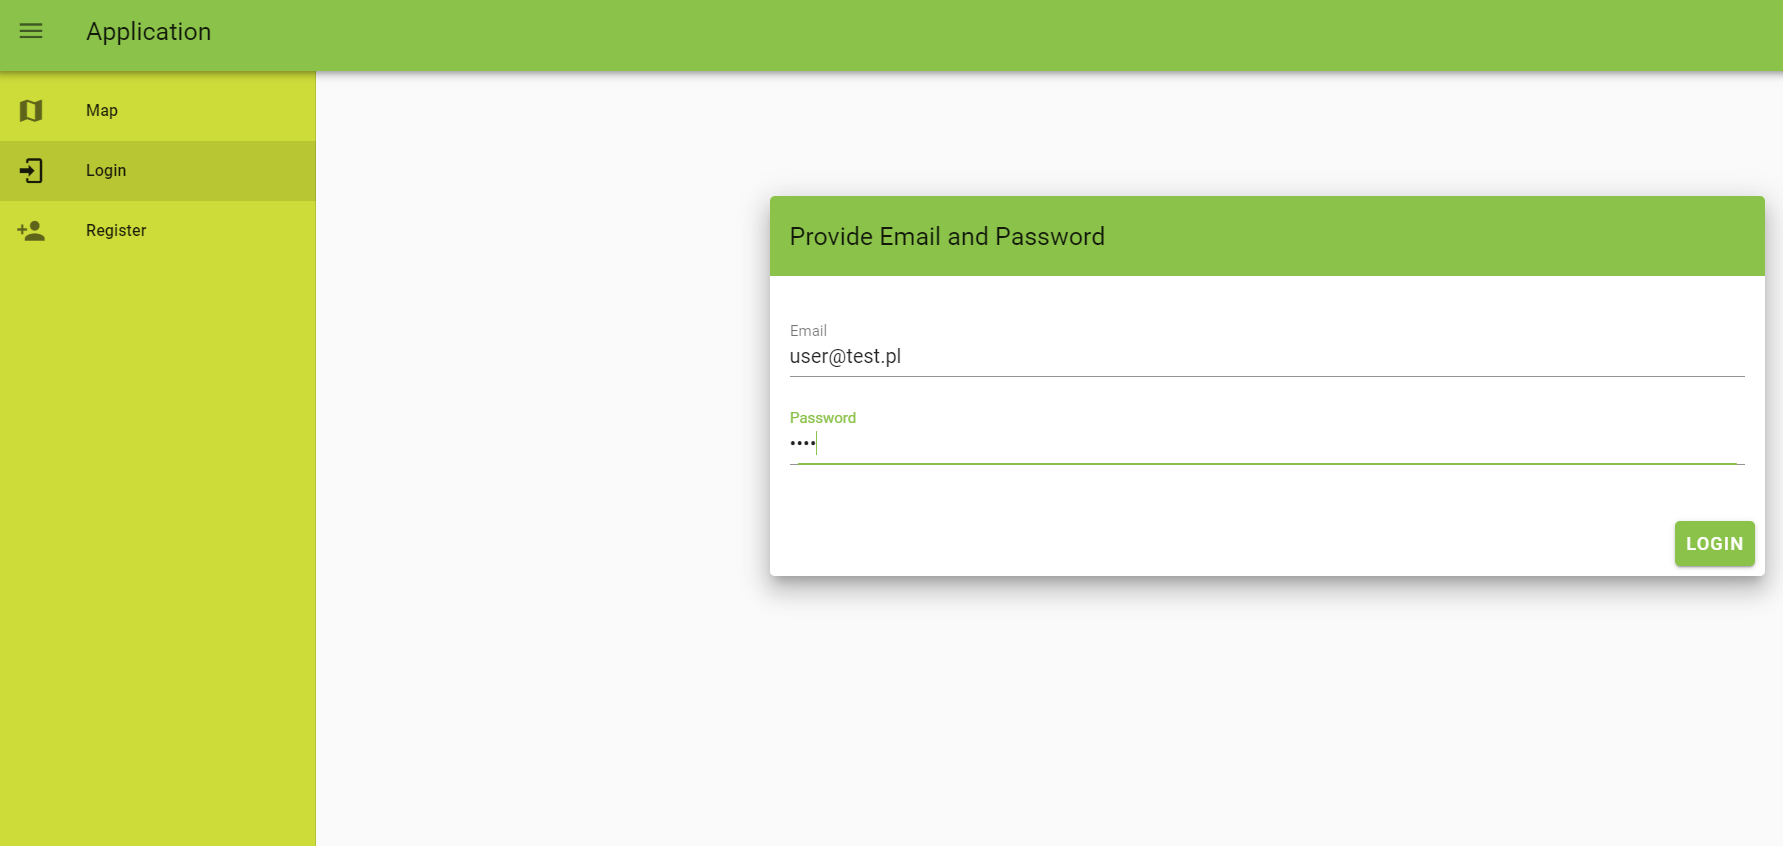 Application
Map
Login
Register
Provide Email and Password
Email
user@test.pl
Password
••••
LOGIN